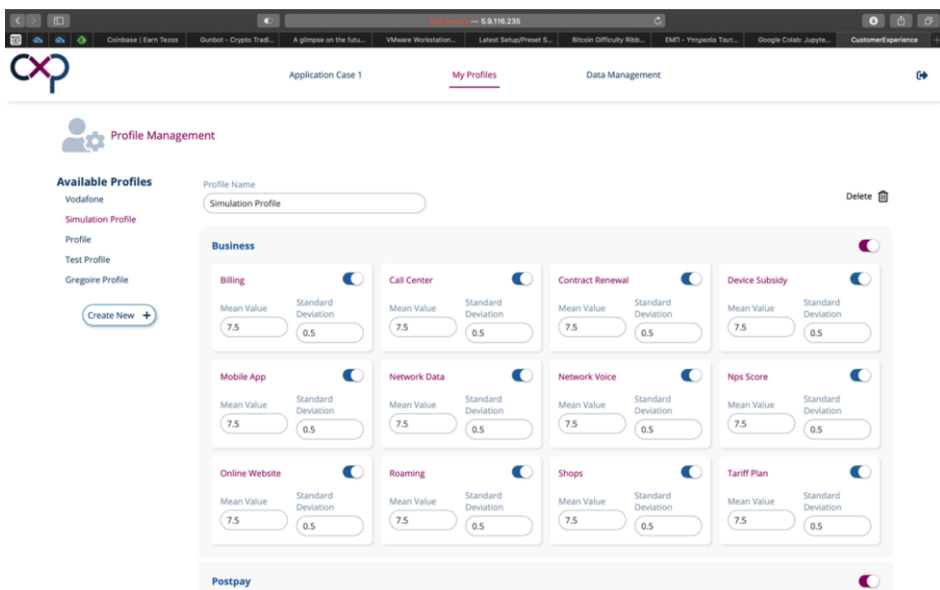 Not Secure — 5.9.116.235
Coinbase | Earn Tezos
Gunbot - Crypto Tradi...
A glimpse on the futu...
VMware Workstation...
Latest Setup/Preset S...
Bitcoin Difficulty Ribb...
ΕΜΠ – Υπηρεσία Ταυτ...
Google Colab: Jupyte...
CustomerExperience
cxp
Application Case 1
My Profiles
Data Management
Profile Management
Available Profiles
Vodafone
Simulation Profile
Profile
Test Profile
Gregoire Profile
Create New +
Profile Name
Simulation Profile
Delete
Business
Billing
Mean Value
7.5
Standard
Deviation
0.5
Call Center
Mean Value
7.5
Standard
Deviation
0.5
Contract Renewal
Mean Value
7.5
Standard
Deviation
0.5
Device Subsidy
Mean Value
7.5
Standard
Deviation
0.5
Mobile App
Mean Value
7.5
Standard
Deviation
0.5
Network Data
Mean Value
7.5
Standard
Deviation
0.5
Network Voice
Mean Value
7.5
Standard
Deviation
0.5
Nps Score
Mean Value
7.5
Standard
Deviation
0.5
Online Website
Mean Value
7.5
Standard
Deviation
0.5
Roaming
Mean Value
7.5
Standard
Deviation
0.5
Shops
Mean Value
7.5
Standard
Deviation
0.5
Tariff Plan
Mean Value
7.5
Standard
Deviation
0.5
Postpay